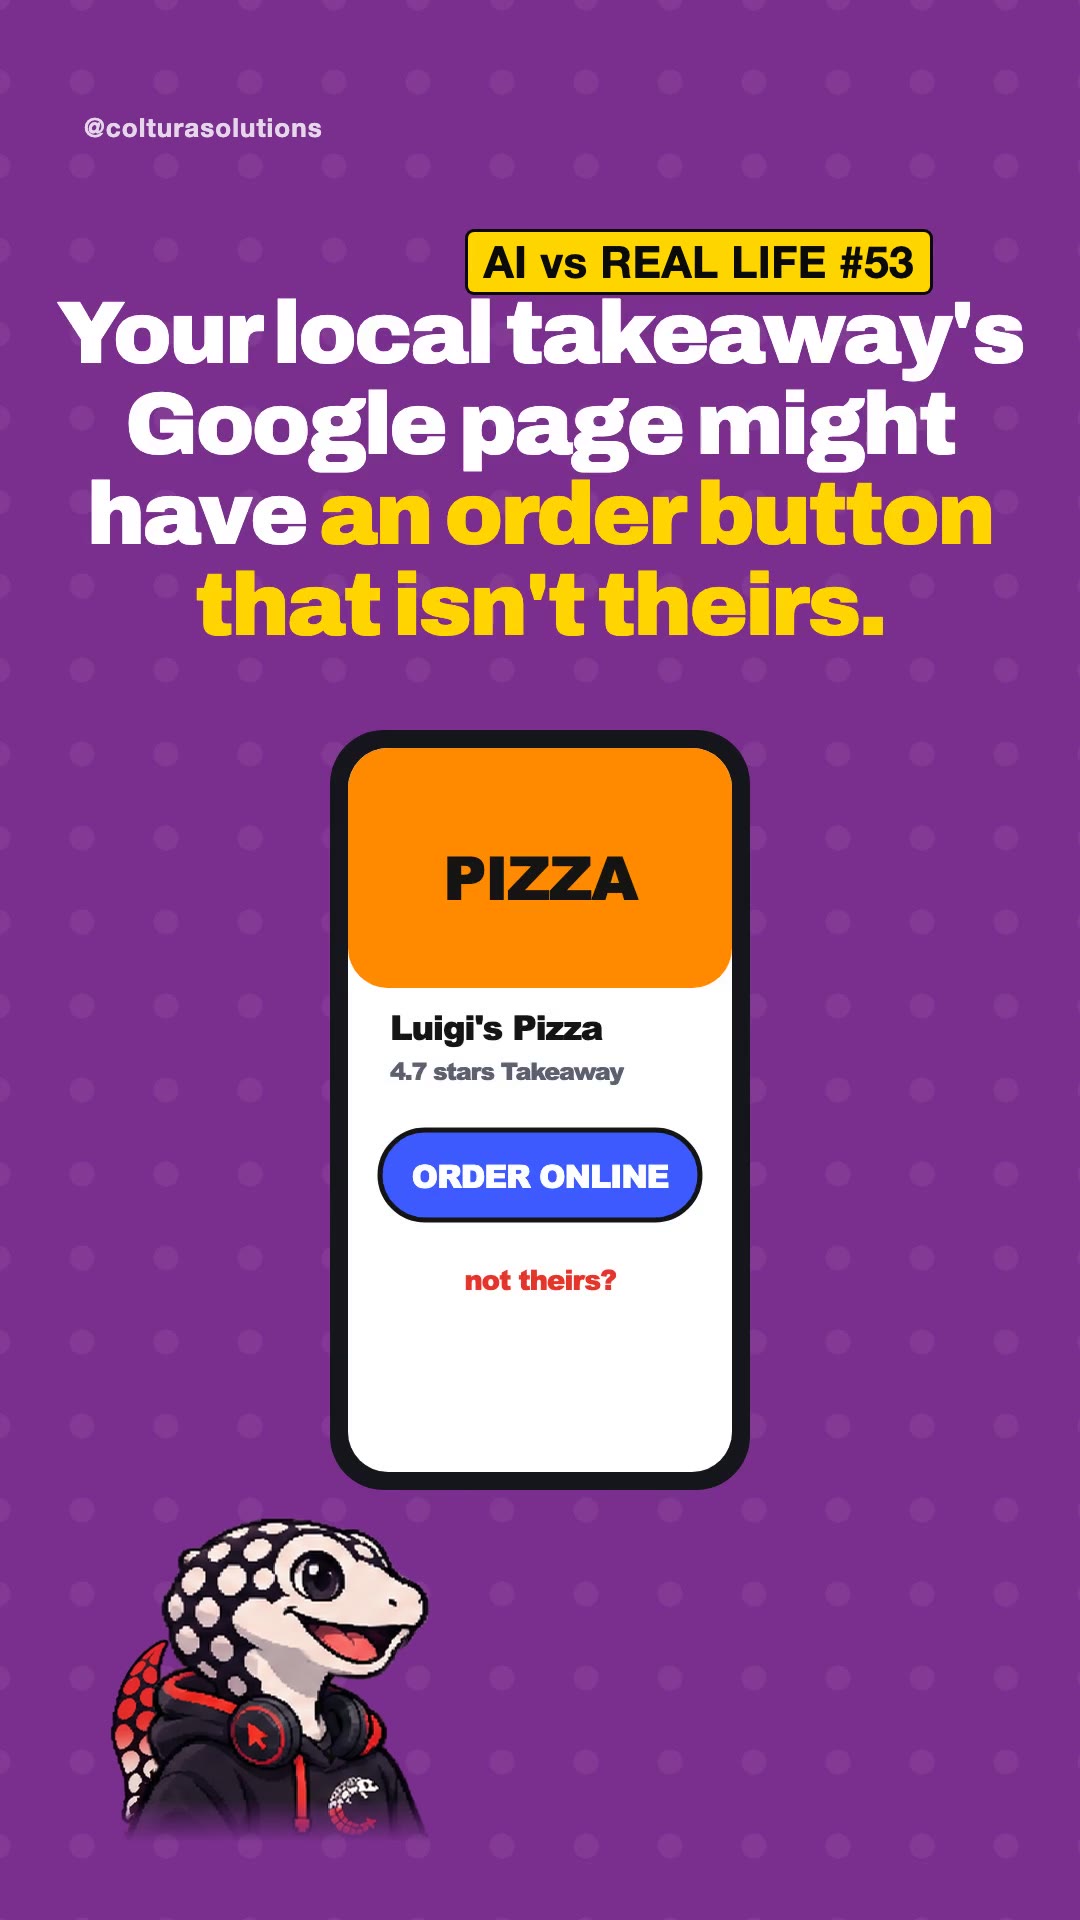 @colturasolutions
AI vs REAL LIFE #53
Your local takeaway's
Google page might
have an order button
that isn't theirs.
PIZZA
Luigi's Pizza
4.7 stars Takeaway
ORDER ONLINE
not theirs?